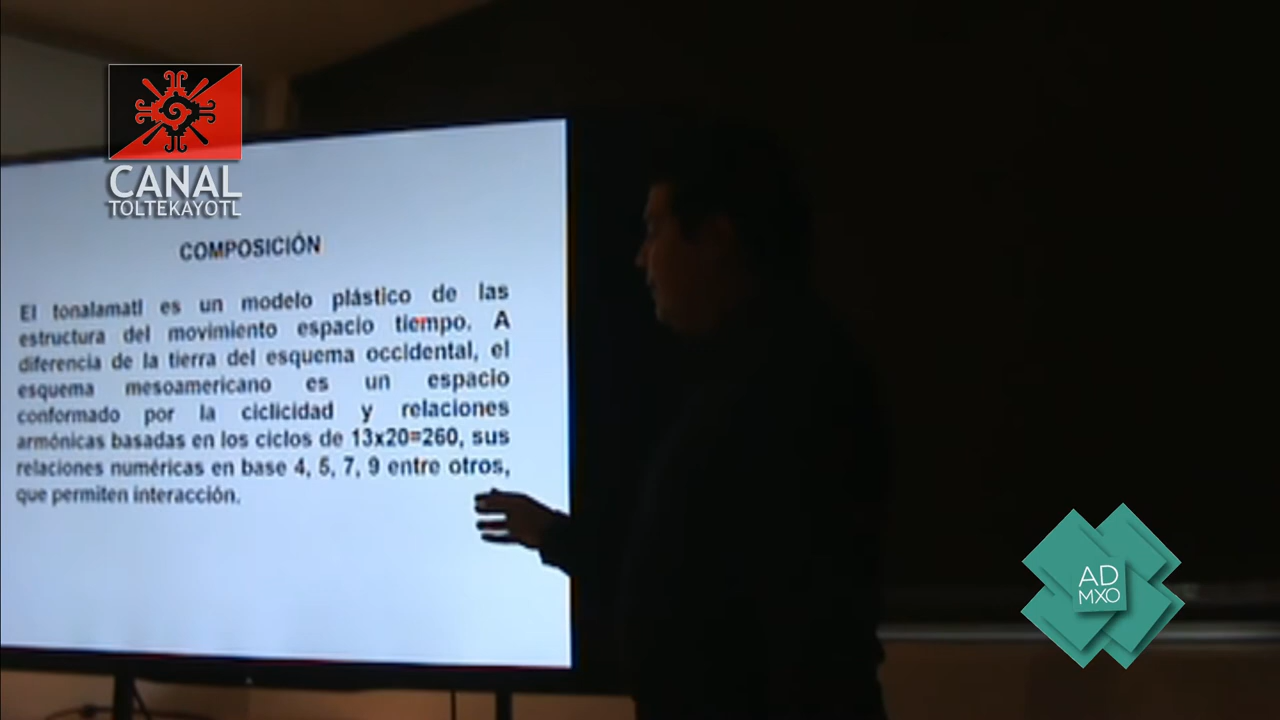 CANAL
TOLTEKAYOTL
COMPOSICIÓN
El tonalamatl es un modelo plástico de las
estructura del movimiento espacio tiempo. A
diferencia de la tierra del esquema occidental, el
esquema mesoamericano es un espacio
conformado por la ciclicidad y relaciones
armónicas basadas en los ciclos de 13x20=260, sus
relaciones numéricas en base 4, 5, 7, 9 entre otros,
que permiten interacción.
AD
MXO